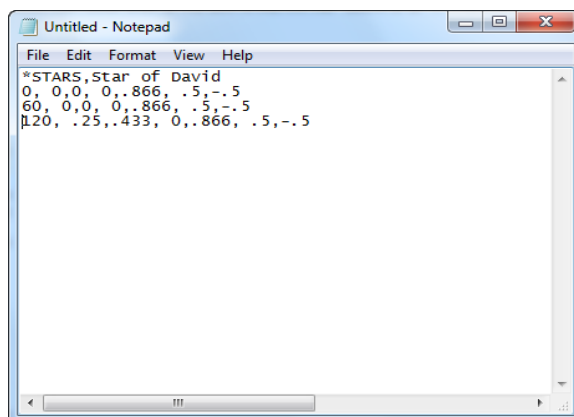 Untitled - Notepad
File Edit Format View Help
*STARS,Star of David
0, 0,0, 0,.866, .5,-.5
60, 0,0, 0,.866, .5,-.5
120, .25,.433, 0,.866, .5,-.5